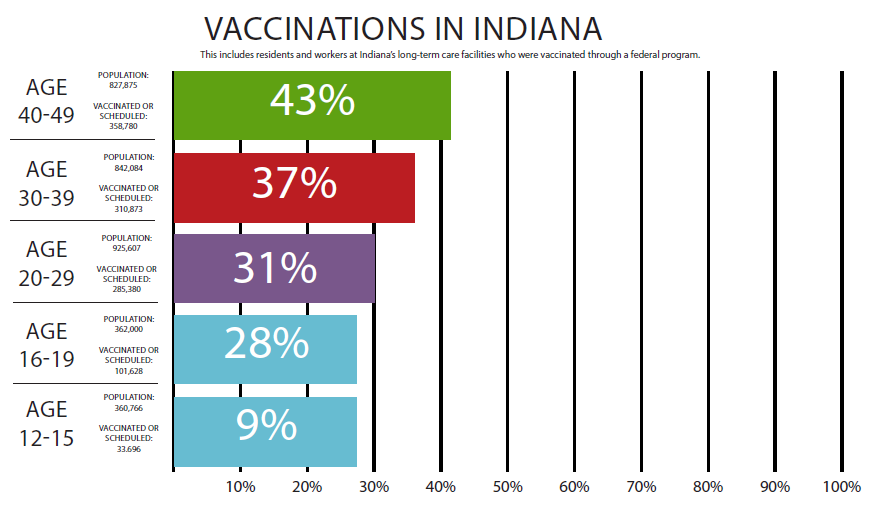 VACCINATIONS IN INDIANA
This includes residents and workers at Indiana's long-term care facilities who were vaccinated through a federal program.
AGE
40-49
POPULATION:
827,875
VACCINATED OR
SCHEDULED:
358,780
43%
AGE
30-39
POPULATION:
842,084
VACCINATED OR
SCHEDULED:
310,873
37%
AGE
20-29
POPULATION:
925,607
VACCINATED OR
SCHEDULED:
285,380
31%
AGE
16-19
POPULATION:
362,000
VACCINATED OR
SCHEDULED:
101,628
28%
AGE
12-15
POPULATION:
360,766
VACCINATED OR
SCHEDULED:
33.696
9%
10% 20% 30% 40% 50% 60% 70% 80% 90% 100%